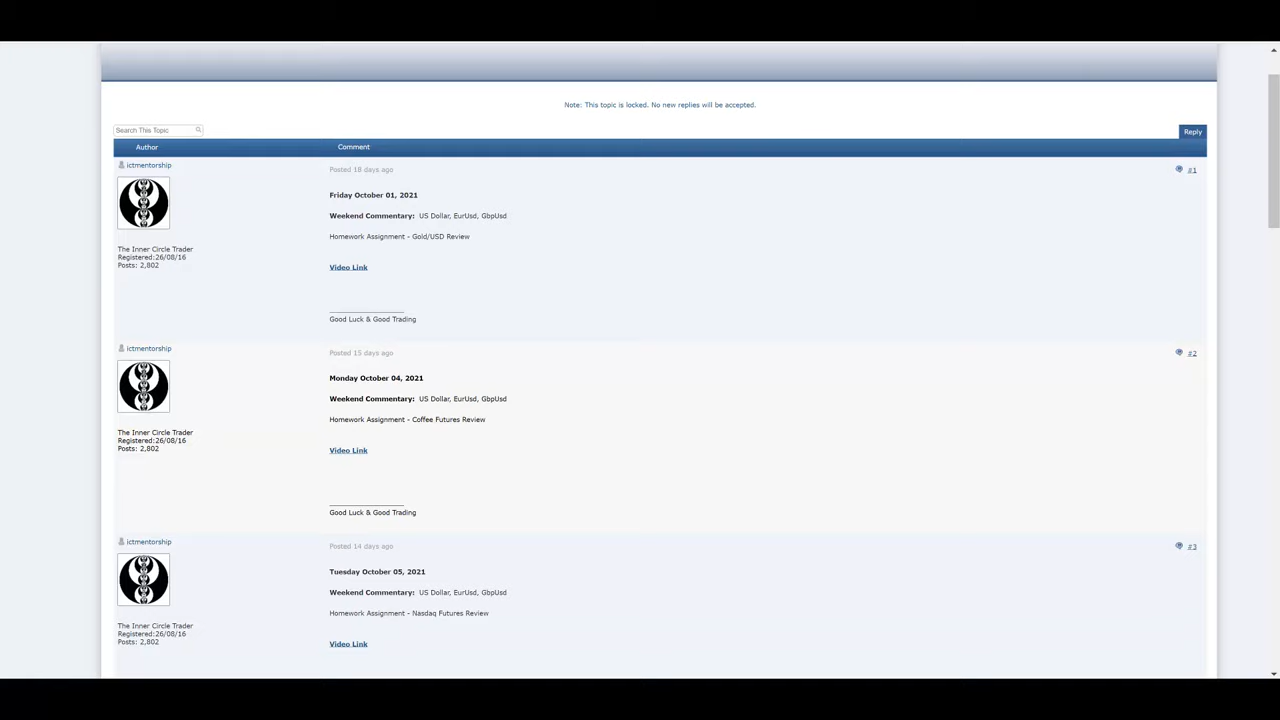 Note: This topic is locked. No new replies will be accepted.
Search This Topic
Reply
Author Comment
ictmentorship
Posted 18 days ago
#1
Friday October 01, 2021
Weekend Commentary: US Dollar, EurUsd, GbpUsd
Homework Assignment - Gold/USD Review
The Inner Circle Trader
Registered:26/08/16
Posts: 2,802
Video Link
Good Luck & Good Trading
ictmentorship
Posted 15 days ago
#2
Monday October 04, 2021
Weekend Commentary: US Dollar, EurUsd, GbpUsd
Homework Assignment - Coffee Futures Review
The Inner Circle Trader
Registered:26/08/16
Posts: 2,802
Video Link
Good Luck & Good Trading
ictmentorship
Posted 14 days ago
#3
Tuesday October 05, 2021
Weekend Commentary: US Dollar, EurUsd, GbpUsd
Homework Assignment - Nasdaq Futures Review
The Inner Circle Trader
Registered:26/08/16
Posts: 2,802
Video Link